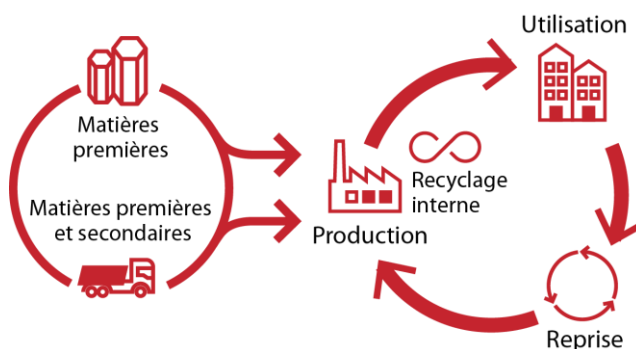 Utilisation
Matières
premières
Recyclage
interne
Matières premières
et secondaires
Production
Reprise